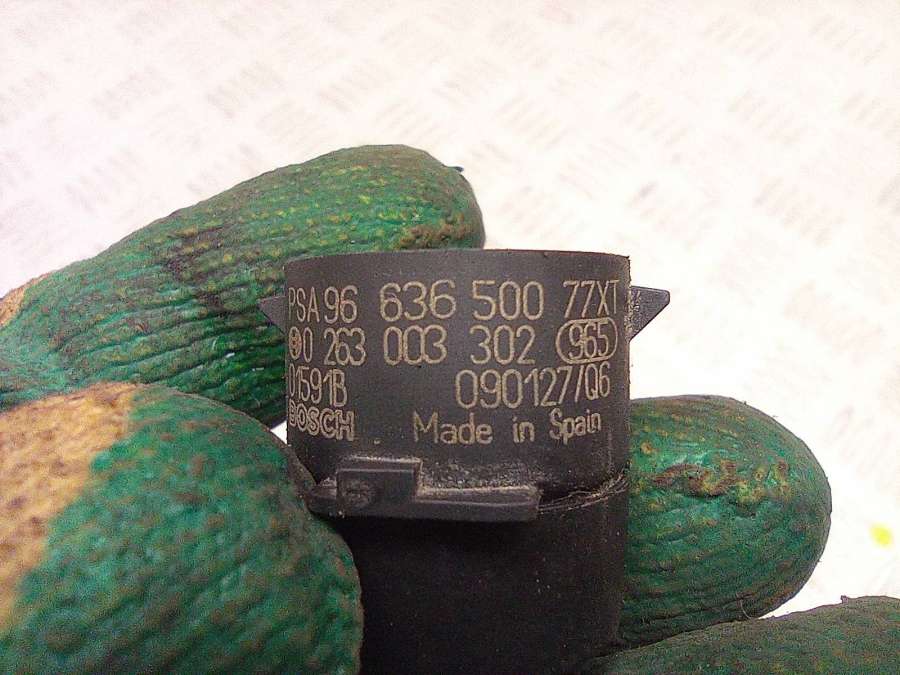 PSA 96 636 500 77XT
0 263 003 302 965
01591B 090127/Q6
BOSCH Made in Spain